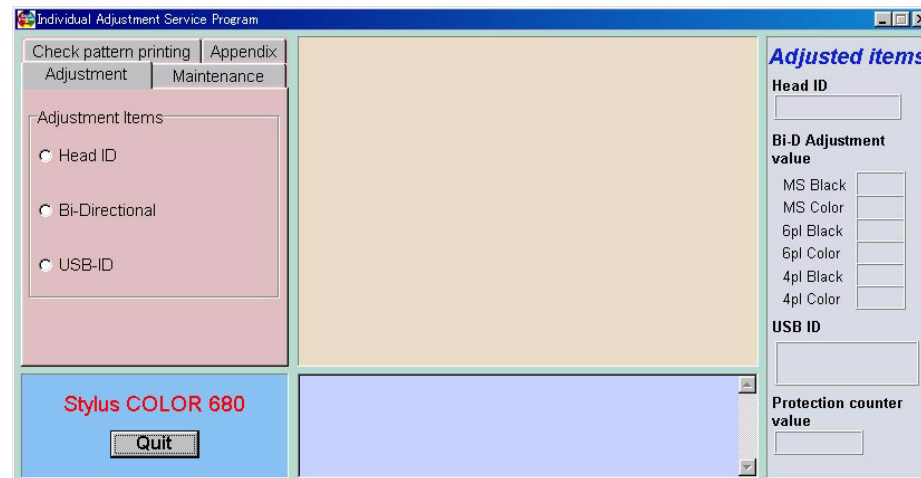 Individual Adjustment Service Program
Check pattern printing
Appendix
Adjustment
Maintenance
Adjustment Items
Head ID
Bi-Directional
USB-ID
Stylus COLOR 680
Quit
Adjusted items
Head ID
Bi-D Adjustment
value
MS Black
MS Color
6pl Black
6pl Color
4pl Black
4pl Color
USB ID
Protection counter
value